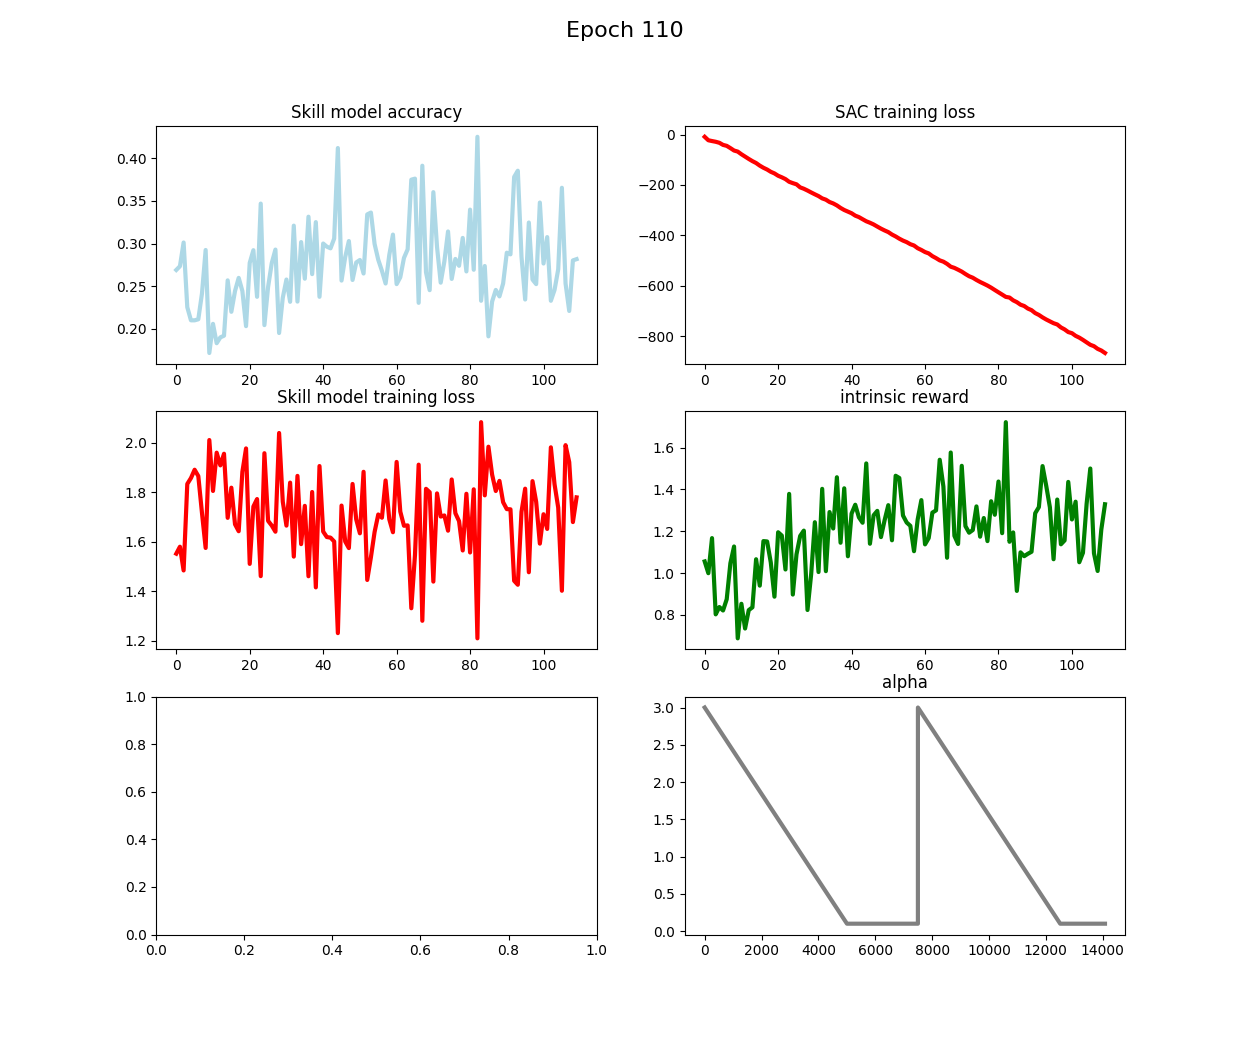 Epoch 110
Skill model accuracy
SAC training loss
0.40
0.35
0.30
0.25
0.20
0 20 40 60 80 100
0
−200
−400
−600
−800
0 20 40 60 80 100
Skill model training loss
intrinsic reward
2.0
1.8
1.6
1.4
1.2
0 20 40 60 80 100
1.6
1.4
1.2
1.0
0.8
0 20 40 60 80 100
alpha
1.0
0.8
0.6
0.4
0.2
0.0
0.0 0.2 0.4 0.6 0.8 1.0
3.0
2.5
2.0
1.5
1.0
0.5
0.0
0 2000 4000 6000 8000 10000 12000 14000